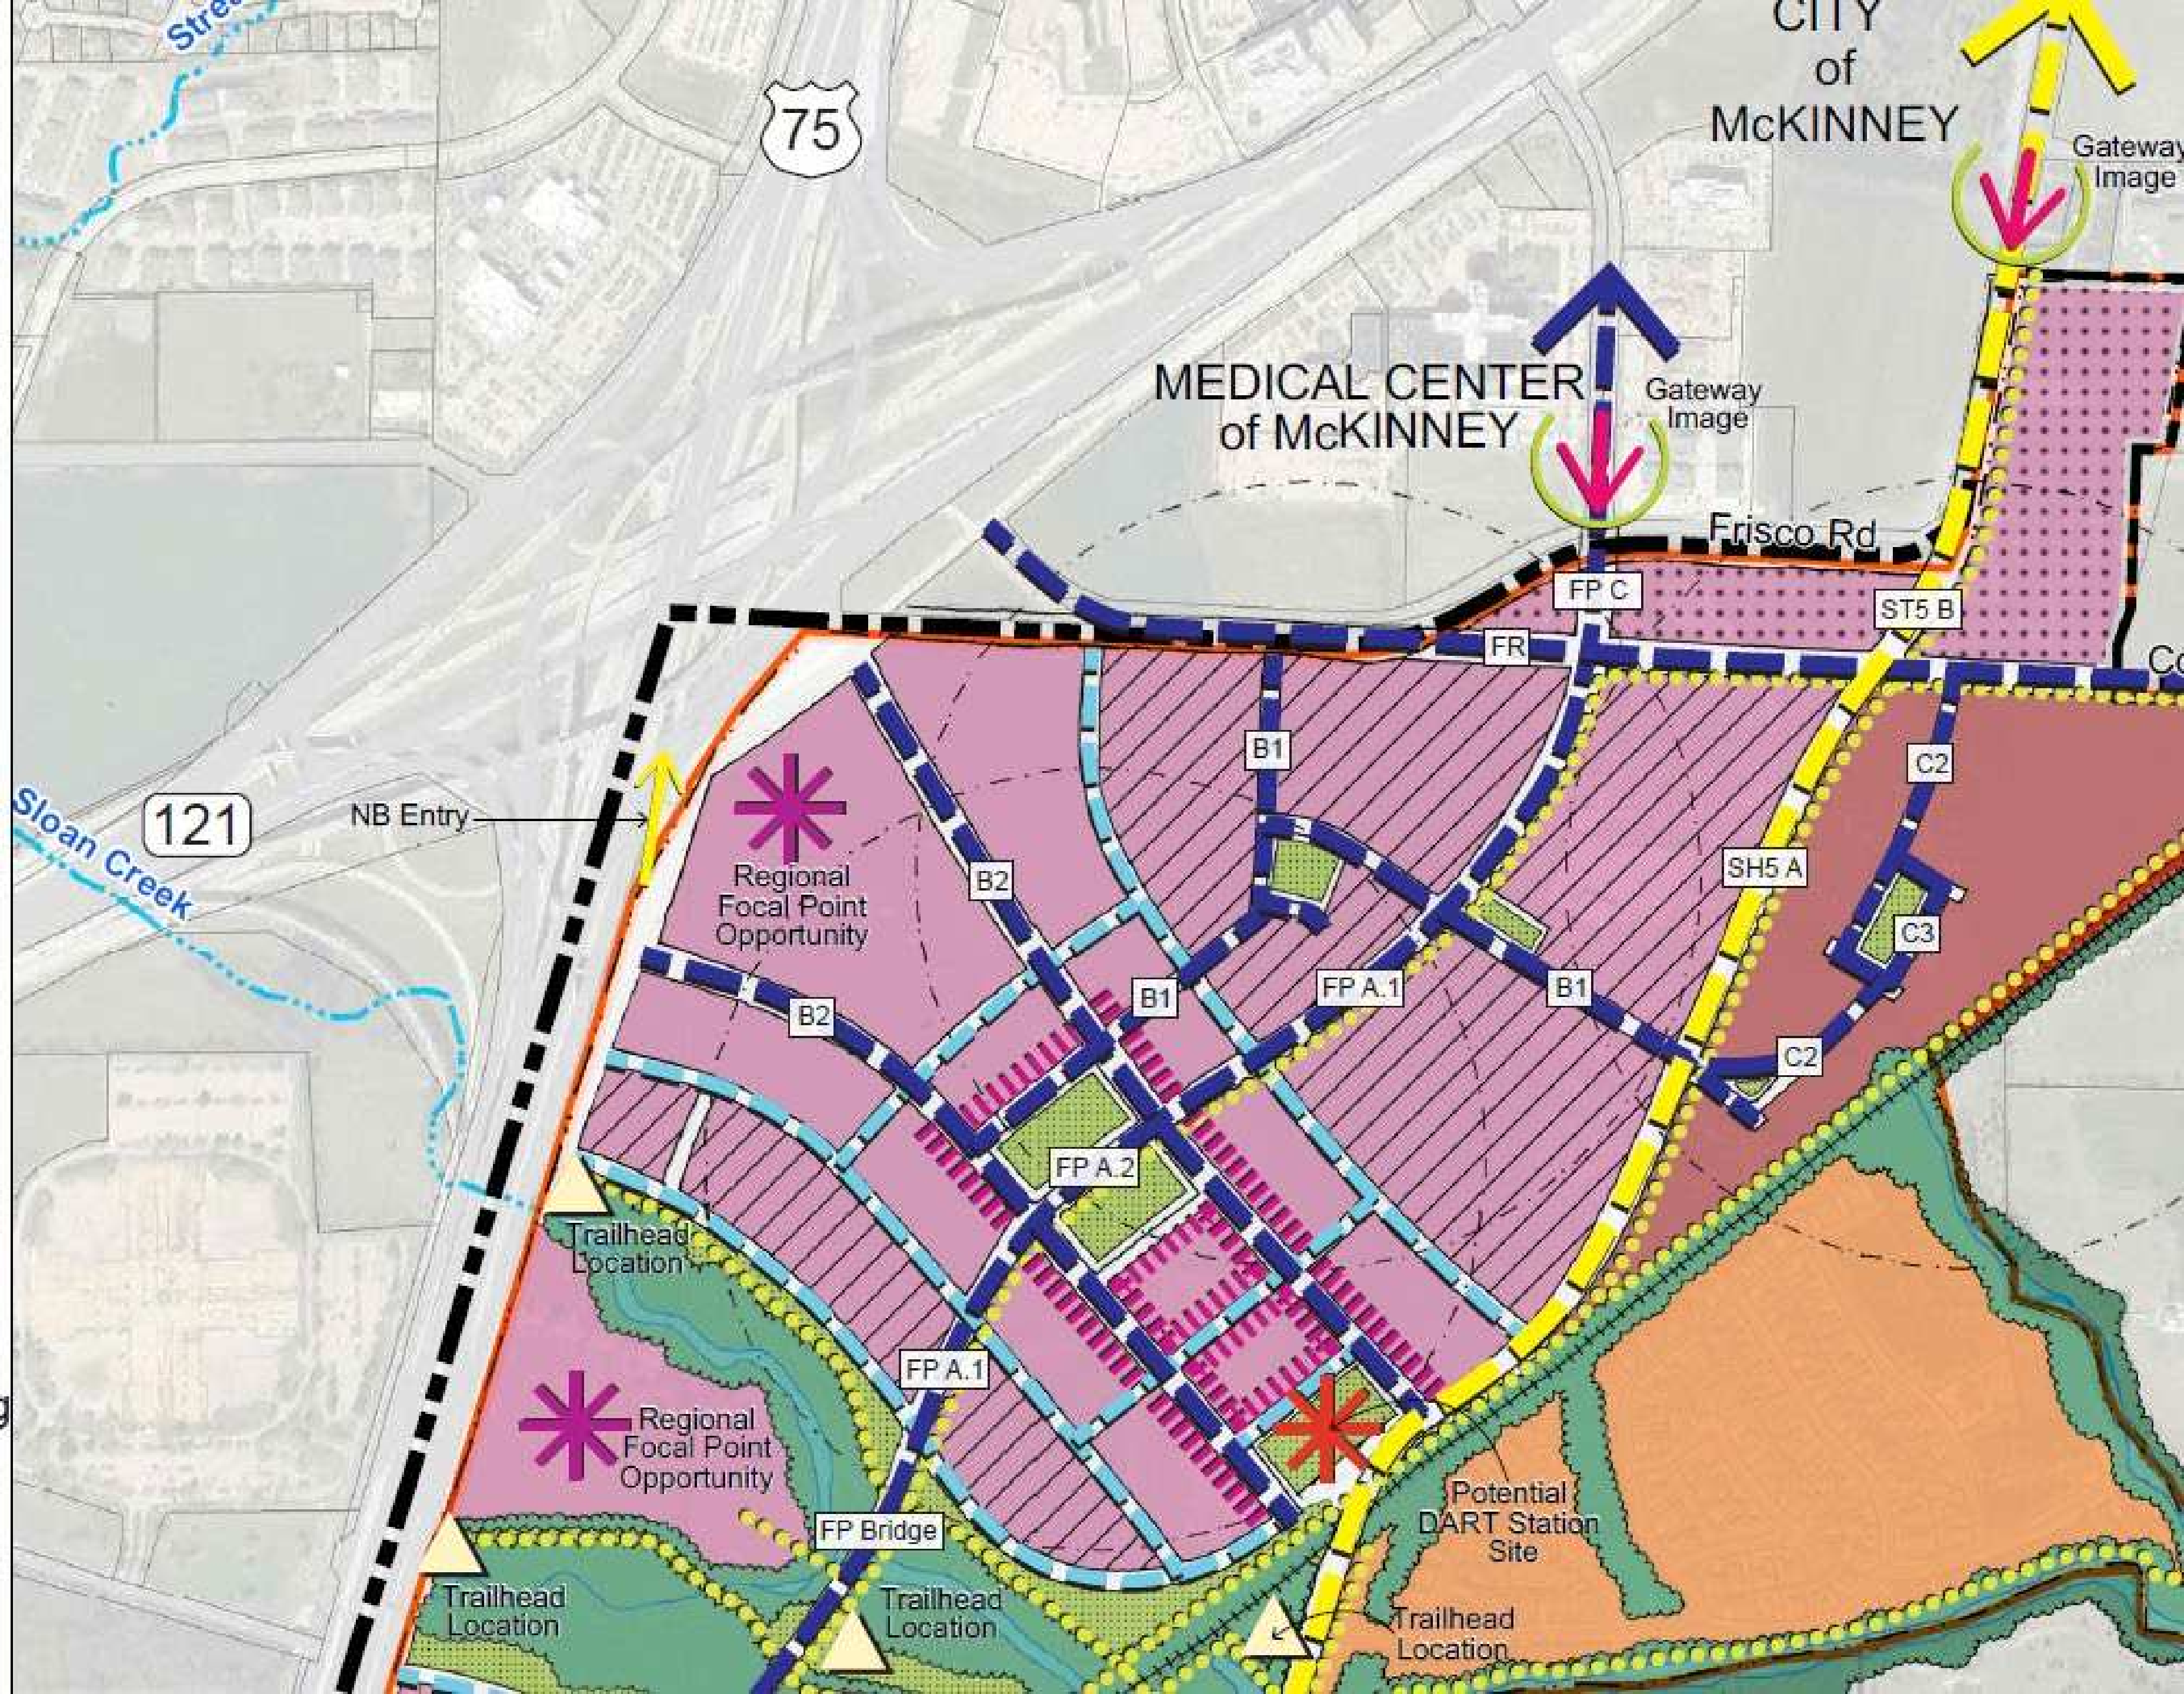 Stre
CITY
of
McKINNEY
75
Gateway
Image
MEDICAL CENTER
of McKINNEY
Gateway
Image
Frisco Rd
FP C
ST5 B
FR
Co
B1
C2
Sloan Creek
121
NB Entry
SH5 A
Regional
Focal Point
Opportunity
B2
C3
B1
FP A.1
B1
B2
C2
FP A.2
Trailhead
Location
FP A.1
g
Regional
Focal Point
Opportunity
Potential
DART Station
Site
FP Bridge
Trailhead
Location
Trailhead
Location
Trailhead
Location